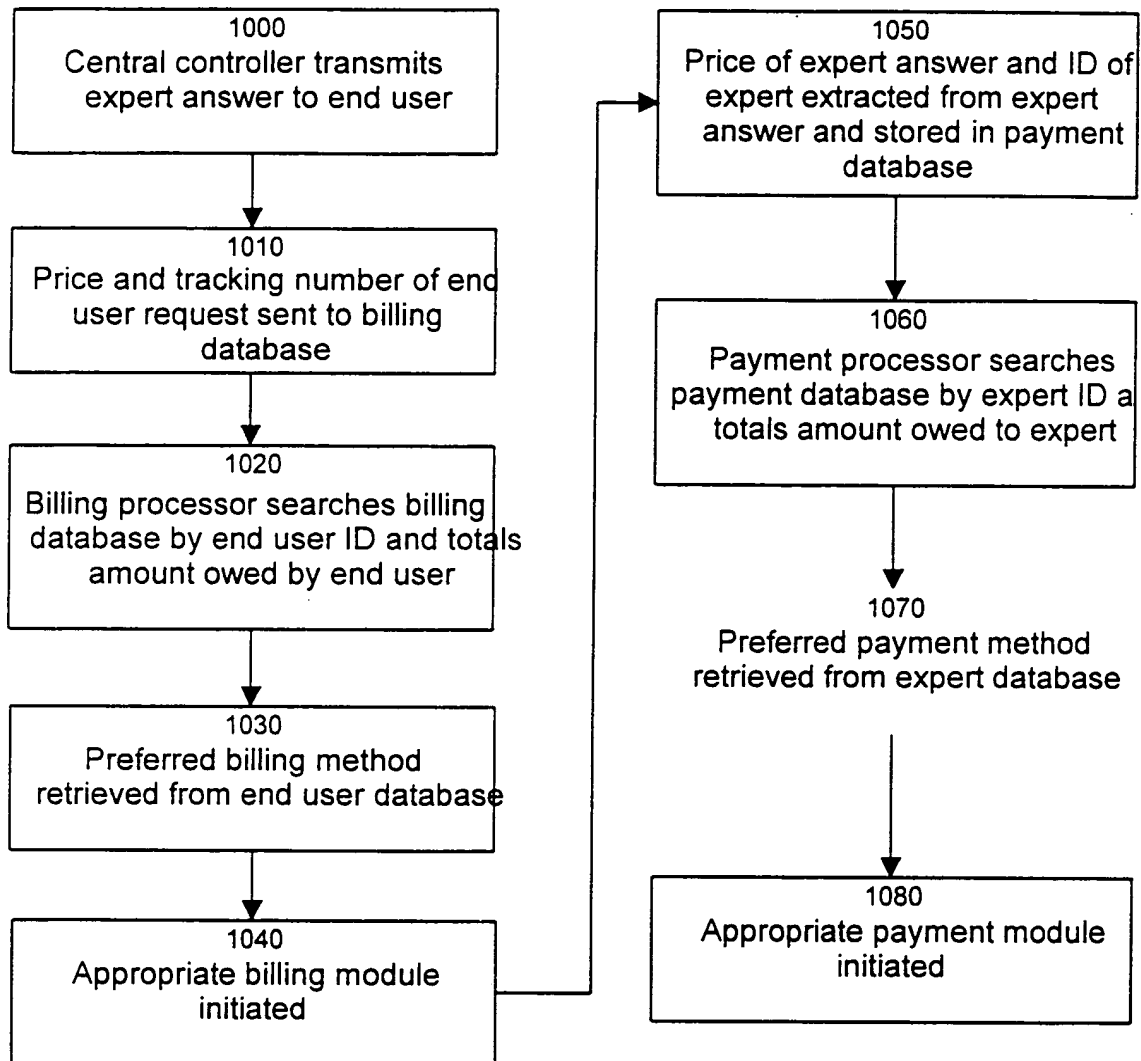 1000
Central controller transmits
expert answer to end user
1010
Price and tracking number of end
user request sent to billing
database
1020
Billing processor searches billing
database by end user ID and totals
amount owed by end user
1030
Preferred billing method
retrieved from end user database
1040
Appropriate billing module
initiated
1050
Price of expert answer and ID of
expert extracted from expert
answer and stored in payment
database
1060
Payment processor searches
payment database by expert ID a
totals amount owed to expert
1070
Preferred payment method
retrieved from expert database
1080
Appropriate payment module
initiated